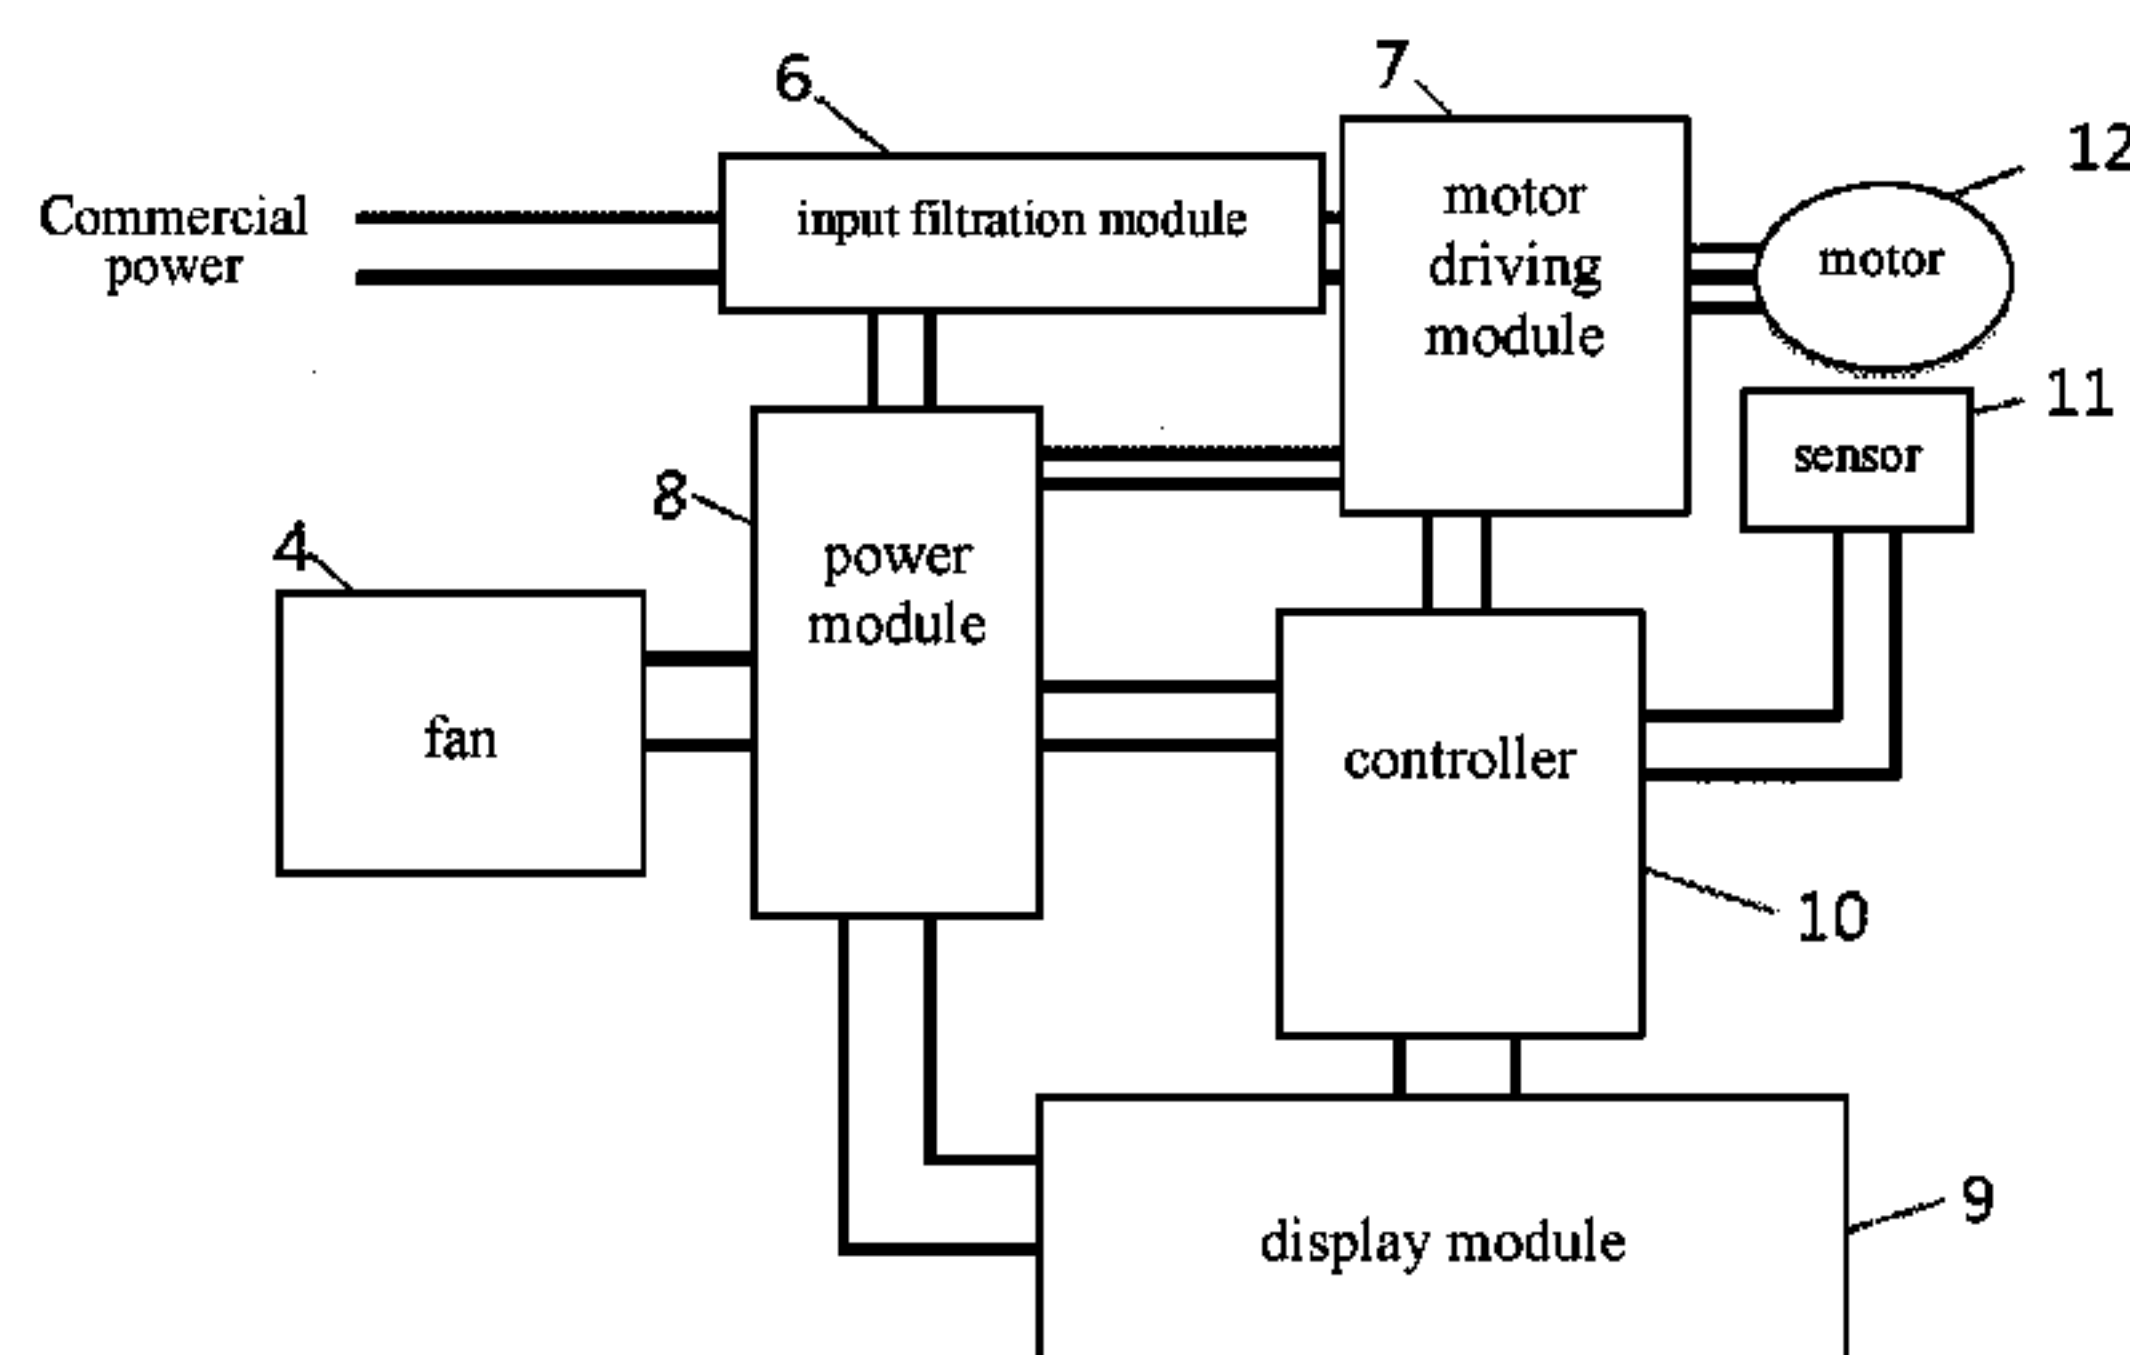 6
7
12
Commercial
power
input filtration module
motor
driving
module
motor
11
sensor
8
power
module
4
fan
controller
10
9
display module